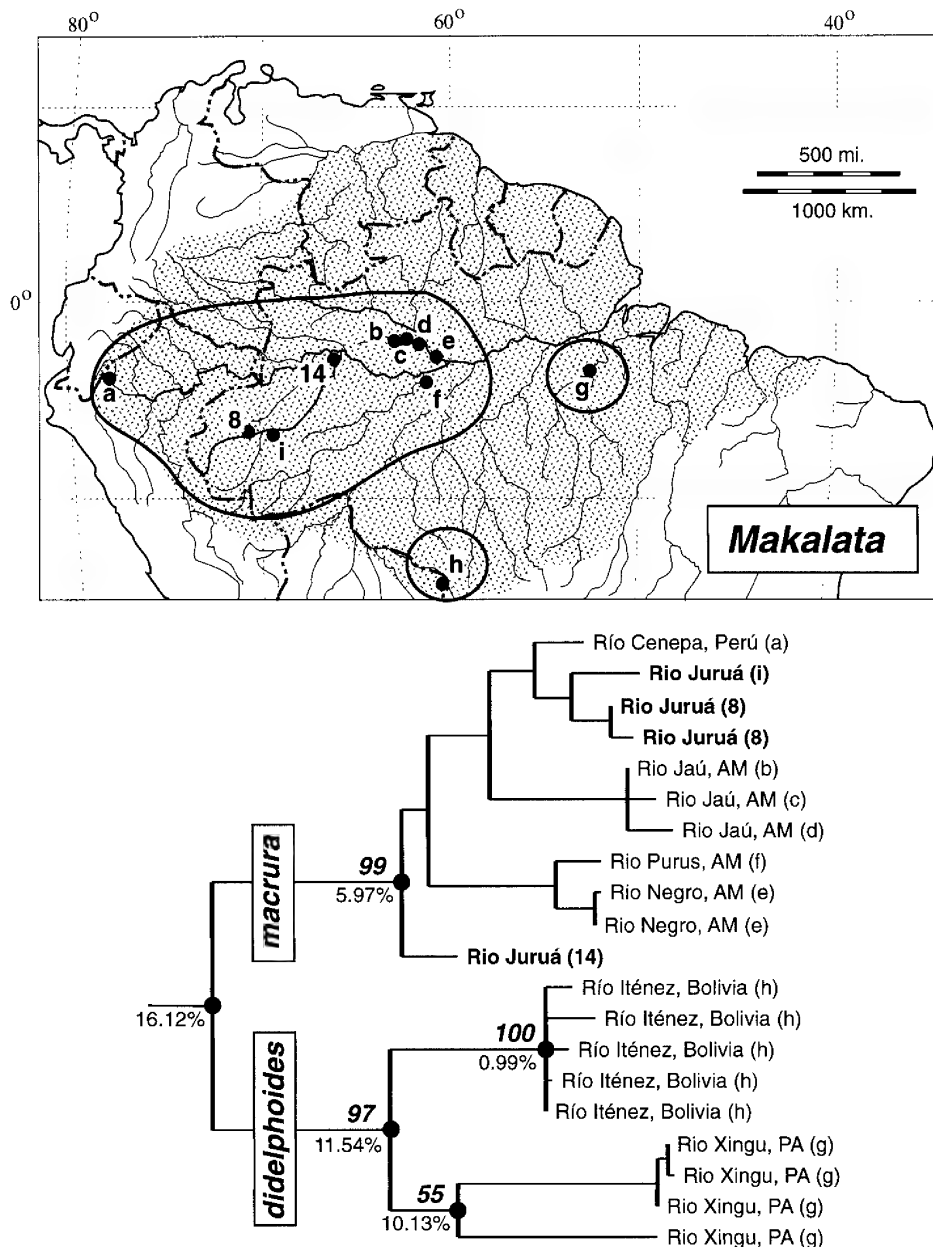 80º 60º 40º
500 mi.
1000 km.
0º
b
d
c
e
14
a
g
f
8
i
h
Makalata
Río Cenepa, Perú (a)
Rio Juruá (i)
Rio Juruá (8)
Rio Juruá (8)
Rio Jaú, AM (b)
Rio Jaú, AM (c)
Rio Jaú, AM (d)
macrura
99
5.97%
Rio Purus, AM (f)
Rio Negro, AM (e)
Rio Negro, AM (e)
Rio Juruá (14)
16.12%
Río Iténez, Bolivia (h)
Río Iténez, Bolivia (h)
100
0.99%
Río Iténez, Bolivia (h)
Río Iténez, Bolivia (h)
Río Iténez, Bolivia (h)
didelphoides
97
11.54%
Rio Xingu, PA (g)
Rio Xingu, PA (g)
55
10.13%
Rio Xingu, PA (g)
Rio Xingu, PA (g)